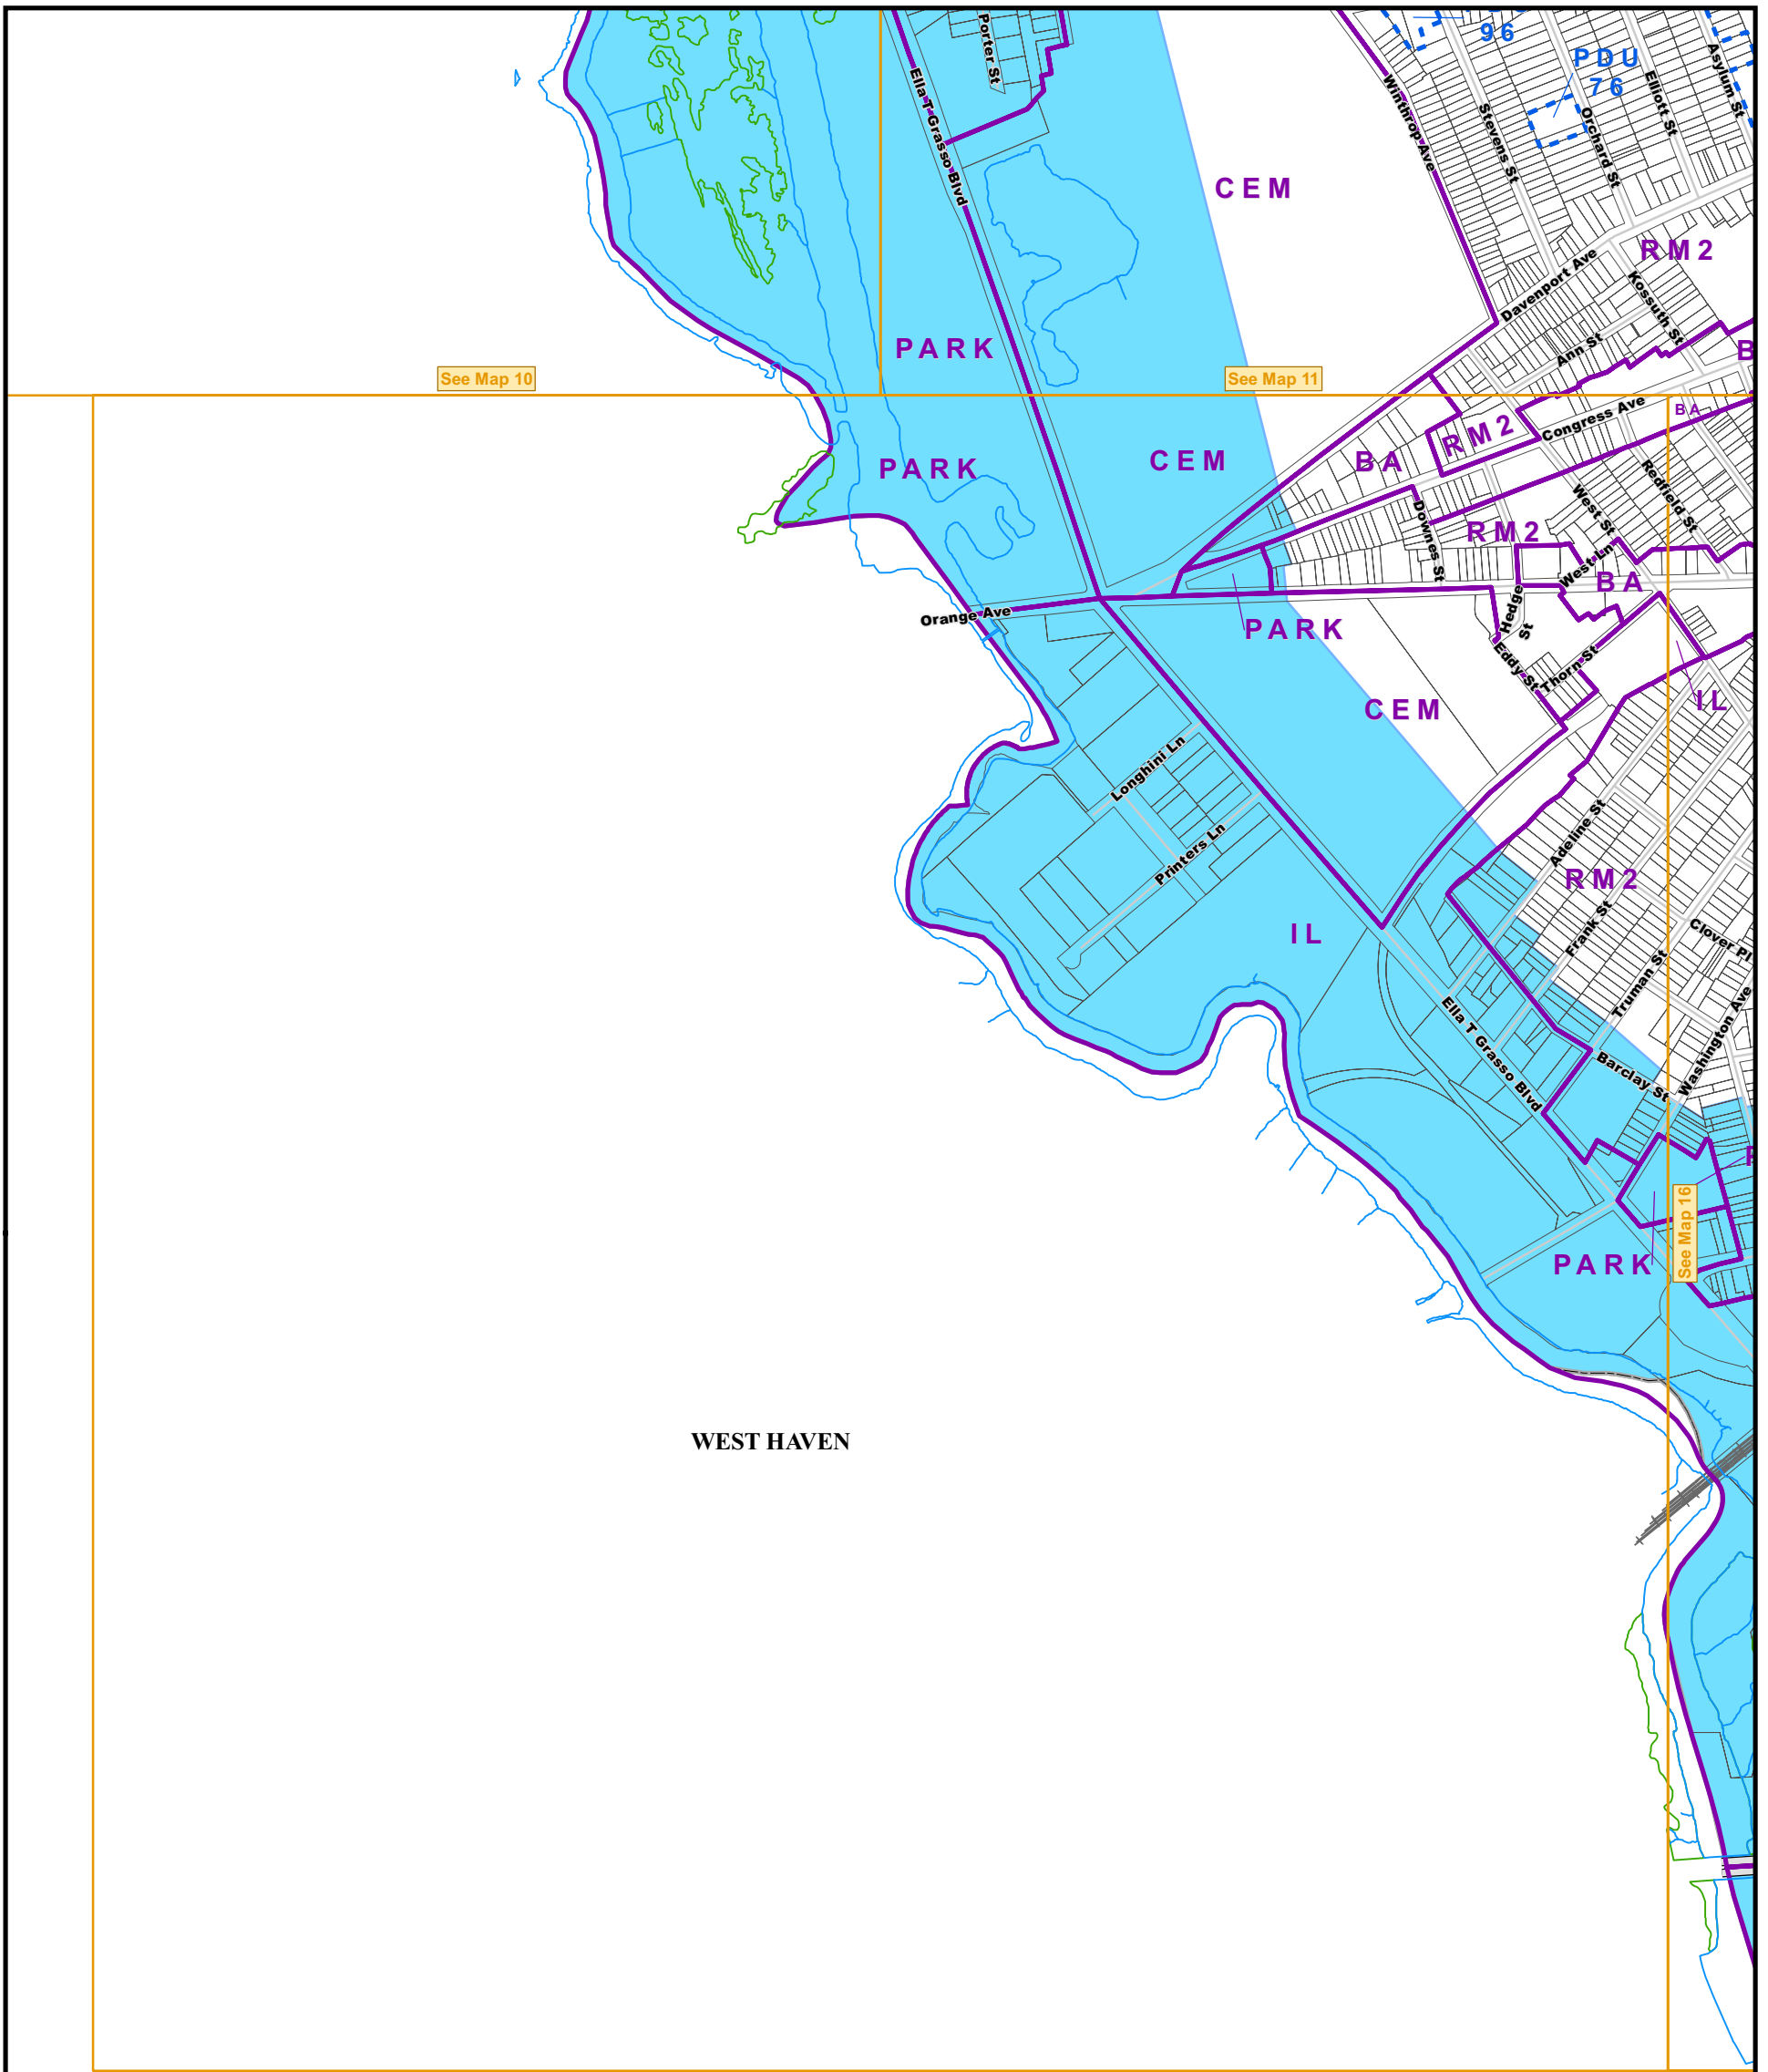 Porter St
96
PDU
76
Asylum St
Elliott St
Orchard St
Stevens St
Winthrop Ave
Ella T Grasso Blvd
CEM
RM2
Davenport Ave
Kossuth St
Ann St
PARK
B
See Map 10
See Map 11
BA
Congress Ave
RM2
BA
CEM
PARK
Redfield St
West St
Downes St
RM2
West Ln
BA
Hedge
St
Orange Ave
PARK
Eddy St
Thorn St
IL
CEM
Longhini Ln
Printers Ln
Adeline St
RM2
Frank St
Clover Pl
IL
Truman St
Washington Ave
Ella T Grasso Blvd
Barclay St
See Map 16
PARK
WEST HAVEN